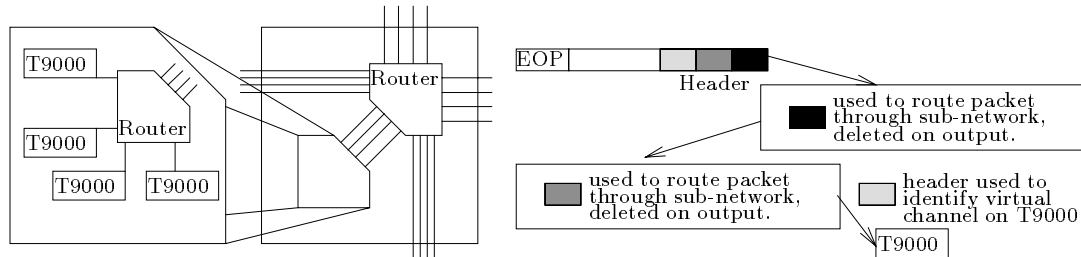 T9000
Router
T9000
T9000
T9000
Router
EOP
Header
used to route packet
through sub-network,
deleted on output.
used to route packet
through sub-network,
deleted on output.
header used to
identify virtual
channel on T9000
T9000